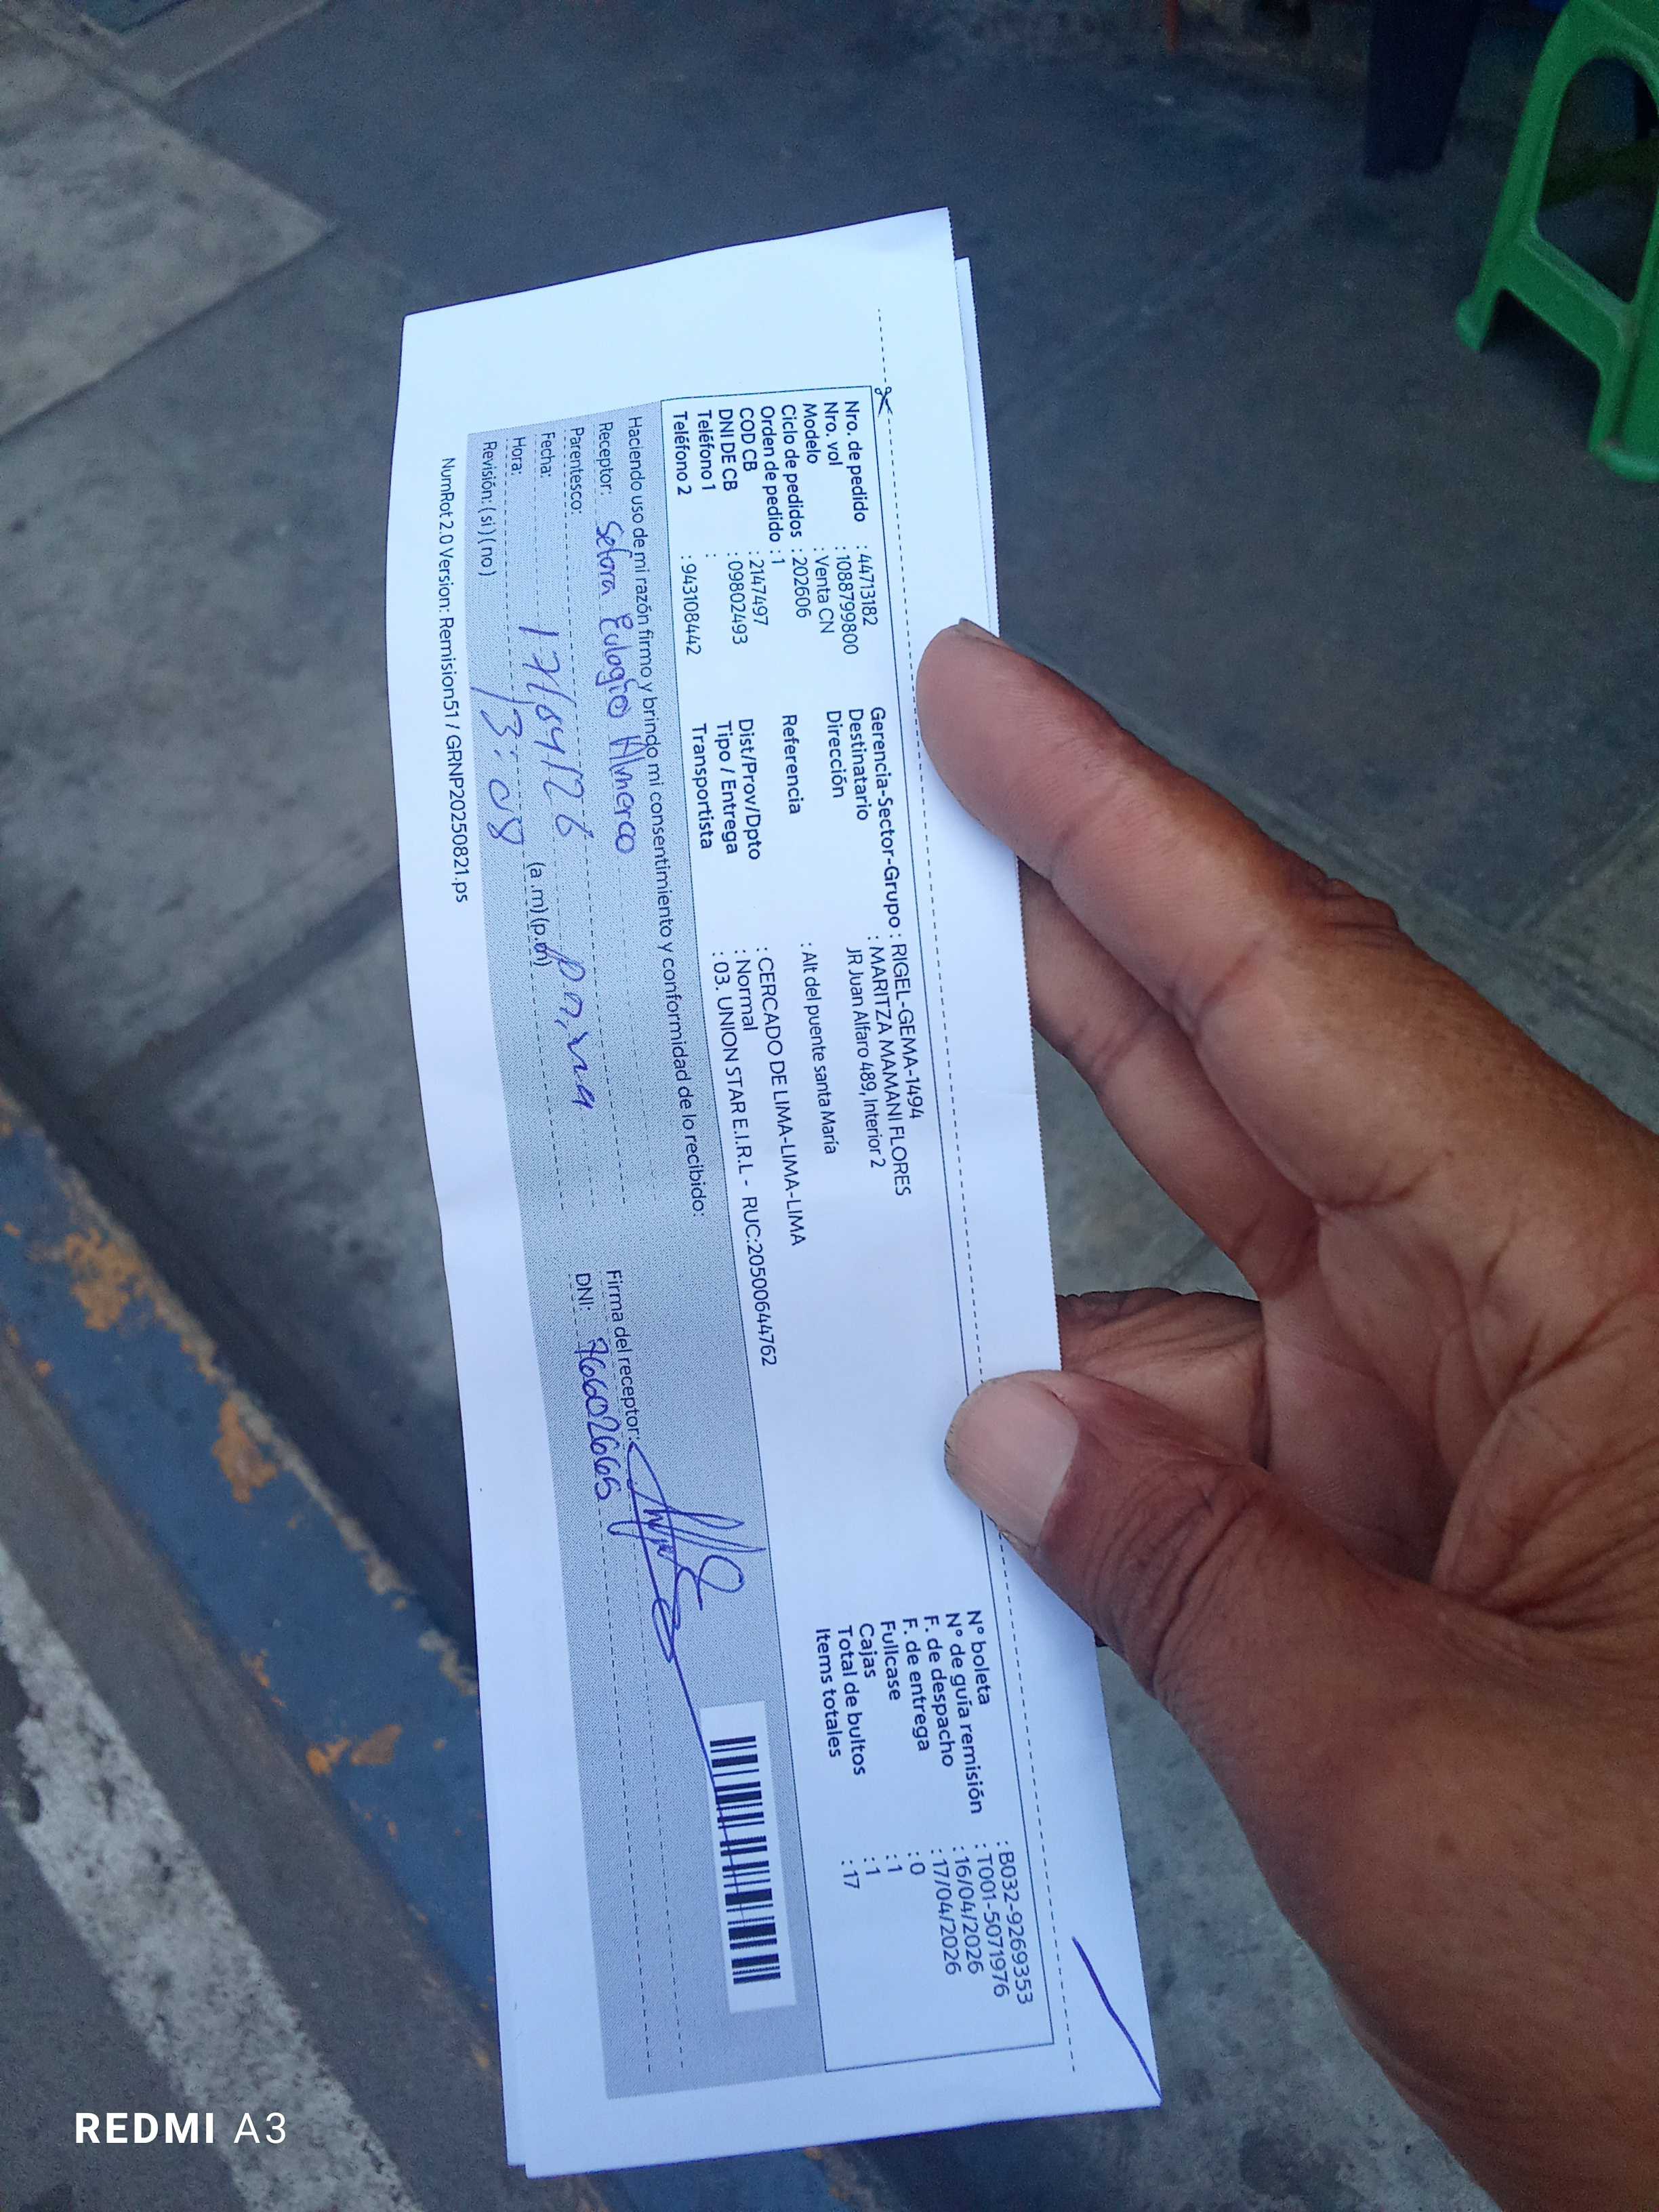 Nro. de pedido : 44713182
Nro. vol : 1088799800
Modelo : Venta CN
Ciclo de pedidos : 202606
Orden de pedido : 1
COD CB : 2147497
DNI DE CB : 09802493
Teléfono 1 :
Teléfono 2 : 943108442
Gerencia-Sector-Grupo : RIGEL-GEMA-1494
Destinatario : MARITZA MAMANI FLORES
Dirección JR Juan Alfaro 489, Interior 2
Referencia : Alt del puente santa María
Dist/Prov/Dpto : CERCADO DE LIMA-LIMA-LIMA
Tipo / Entrega : Normal
Transportista : 03. UNION STAR E.I.R.L - RUC:20500644762
N° boleta : B032-9269353
N° de guía remisión : T001-5071976
F. de despacho : 16/04/2026
F. de entrega : 17/04/2026
Fullcase : 0
Cajas : 1
Total de bultos : 1
Items totales : 17
Haciendo uso de mi razón firmo y brindo mi consentimiento y conformidad de lo recibido:
Receptor: Sefora Eulogio
Parentesco:
Fecha: 17/04/26
Hora: 13:08 (a .m) (p.m)
Revisión: ( si ) ( no )
Firma del receptor:
DNI: 76602665
NumRot 2.0 Version: Remision51 / GRNP20250821.ps
REDMI A3